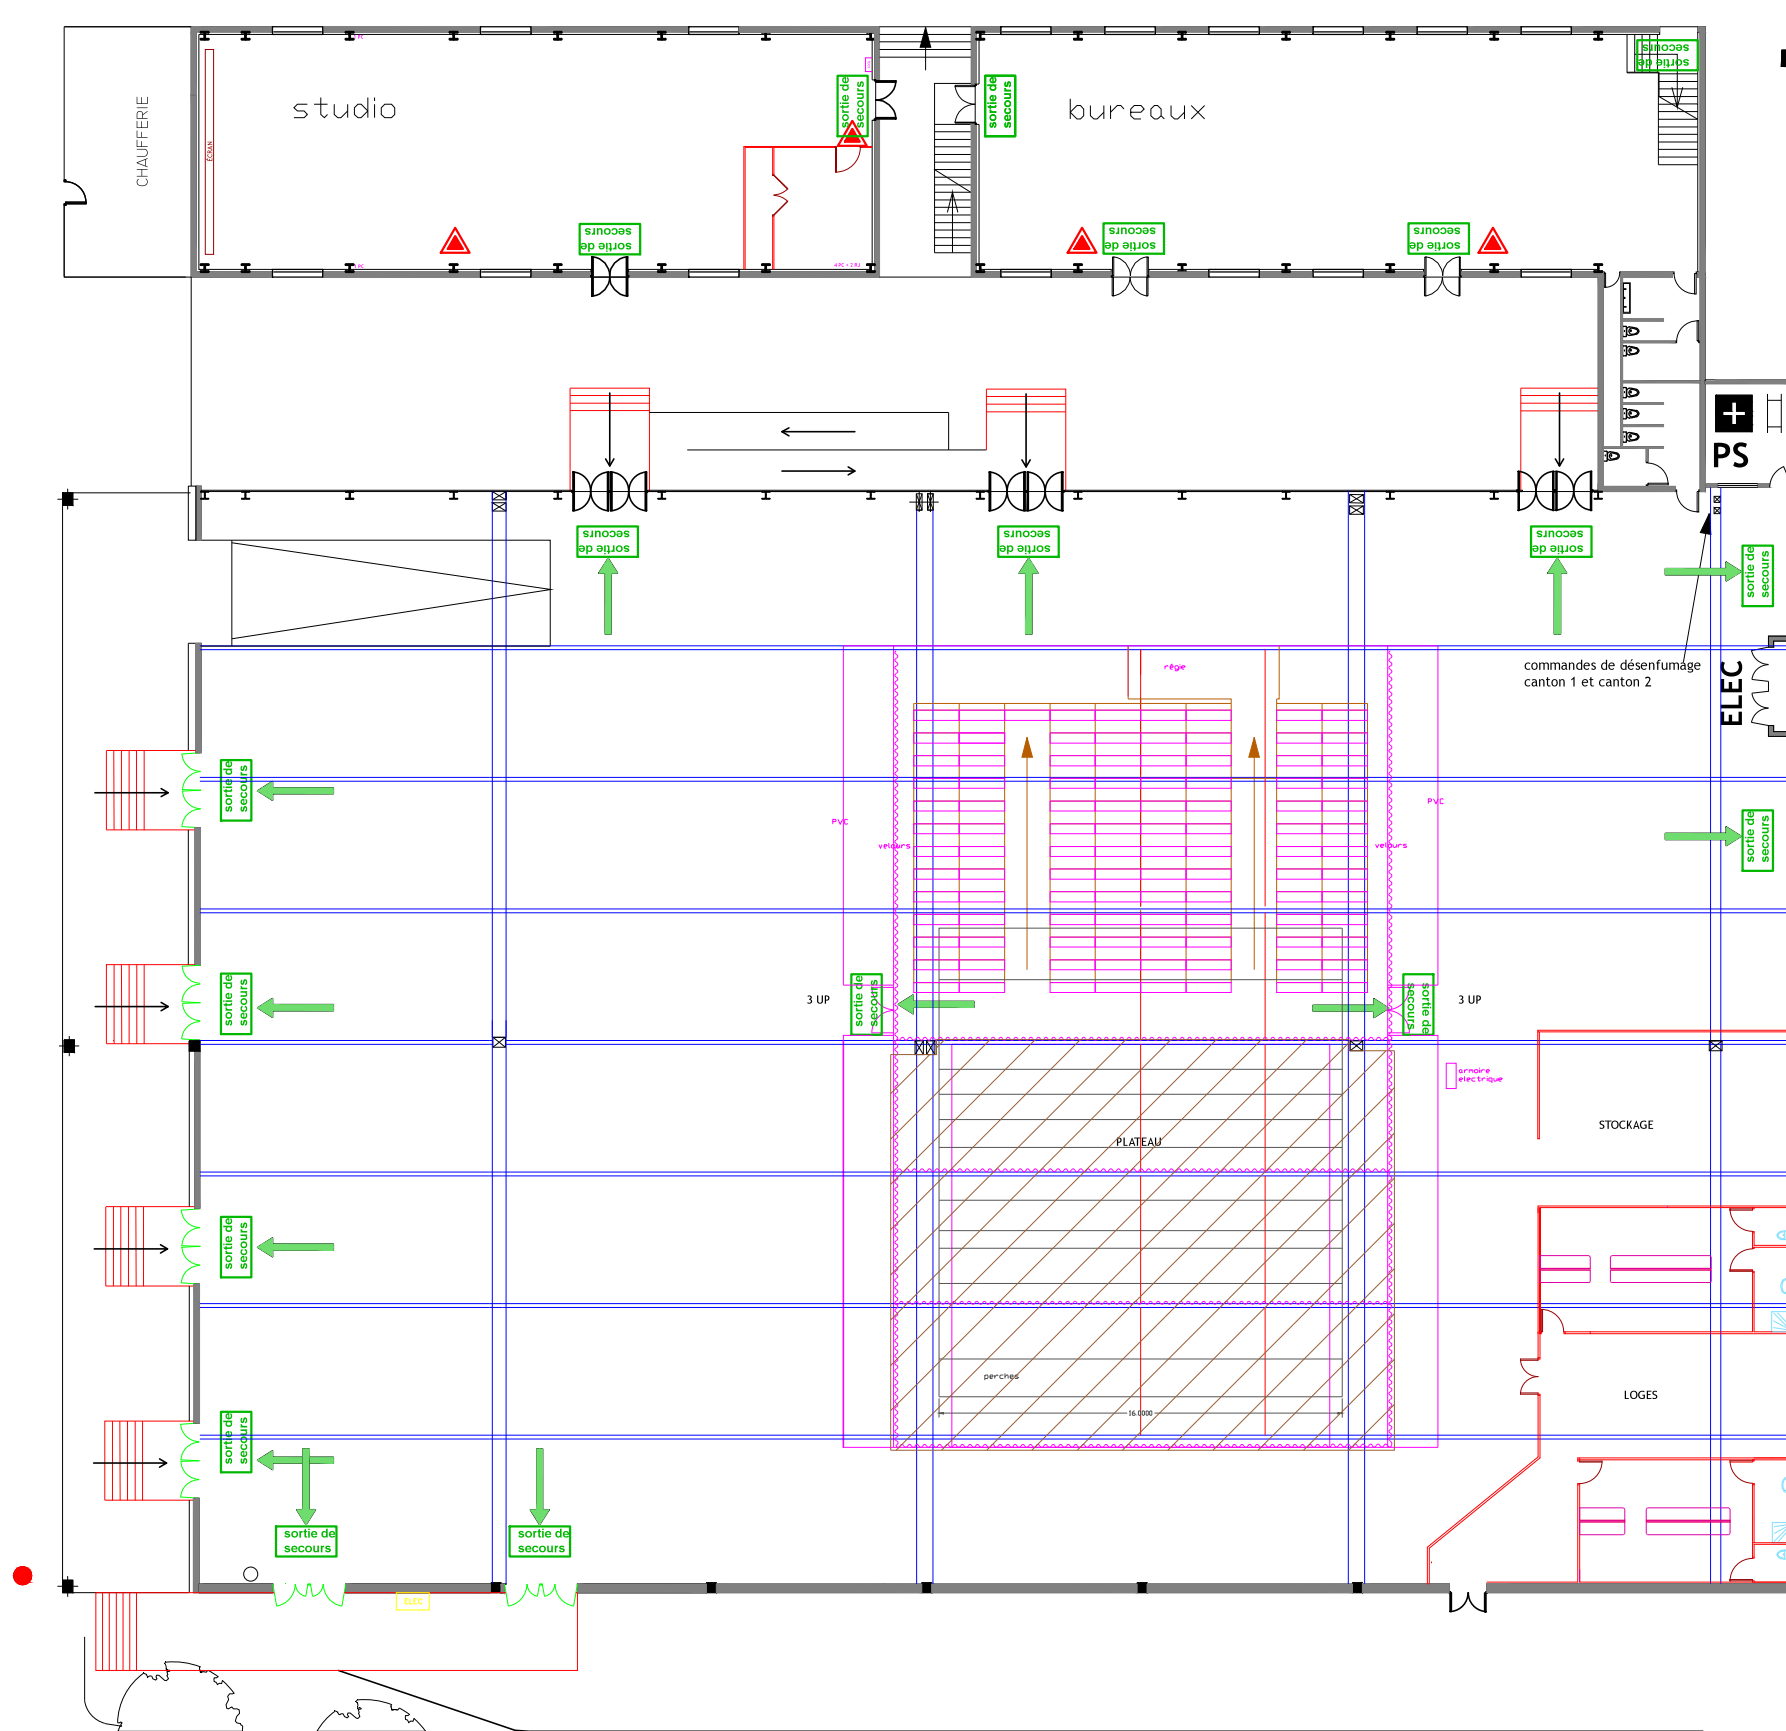 CHAUFFERIE
ÉCRAN
studio
sortie de
secours
sortie de
secours
bureaux
sortie de
secours
sortie de
secours
sortie de
secours
sortie de
secours
PS
sortie de
secours
sortie de
secours
sortie de
secours
sortie de
secours
commandes de désenfumage
canton 1 et canton 2
ELEC
régie
sortie de
secours
PVC
velours
velours
PVC
sortie de
secours
sortie de
secours
3 UP
sortie de
secours
sortie de
secours
3 UP
armoire
electrique
STOCKAGE
PLATEAU
sortie de
secours
perches
16.0000
LOGES
sortie de
secours
sortie de
secours
sortie de
secours
ELEC